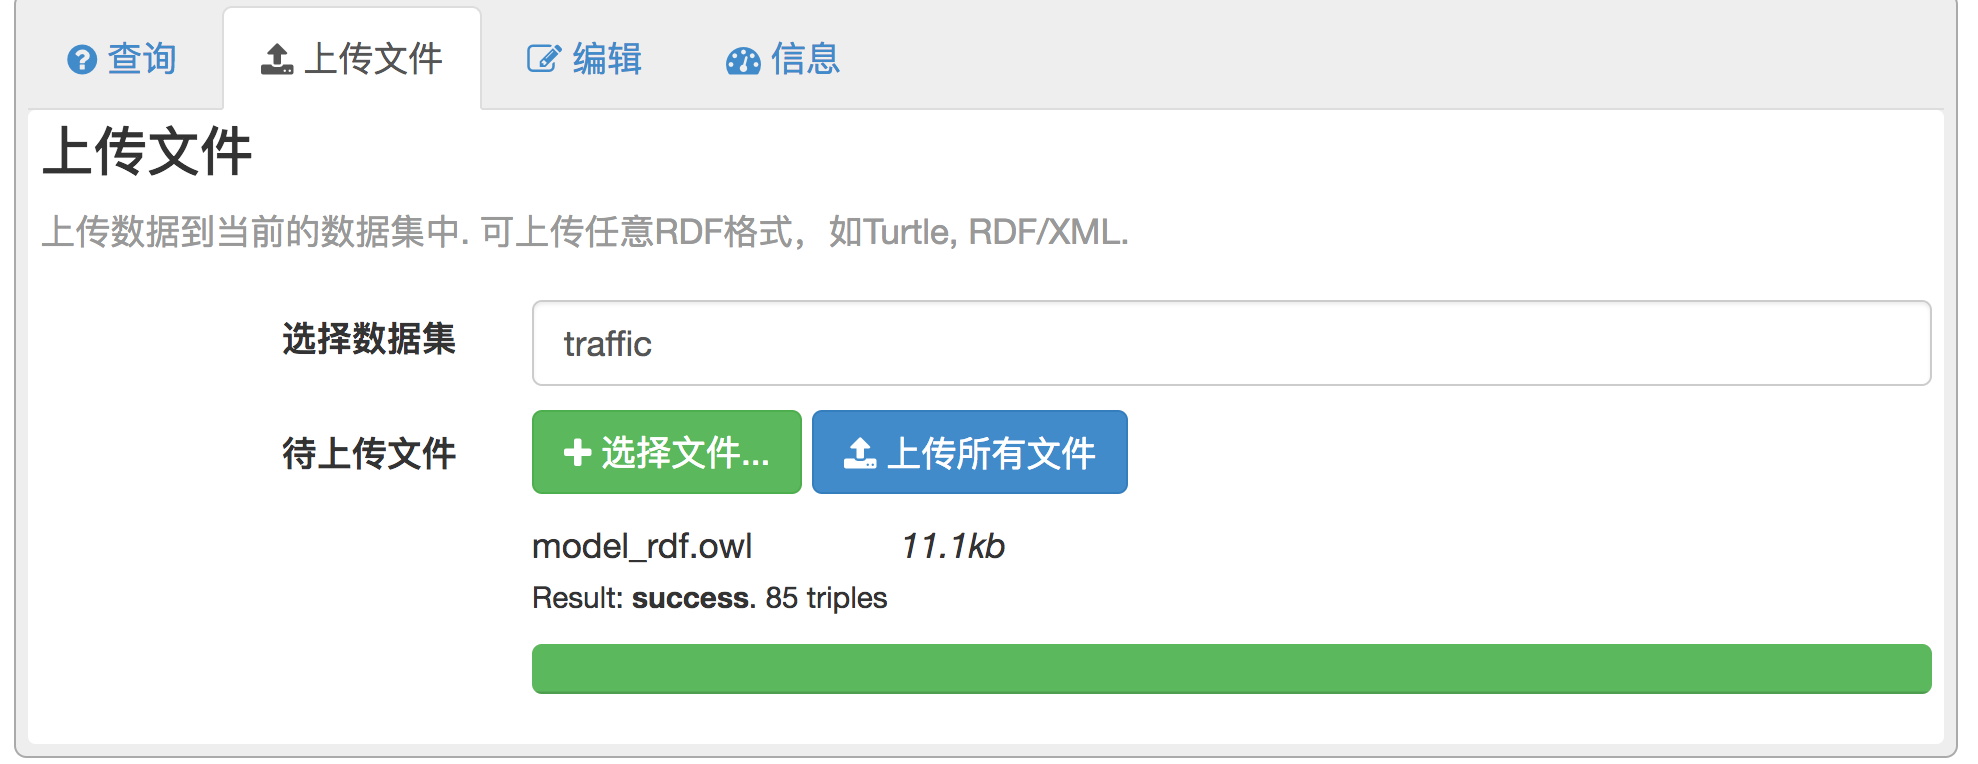 查询 上传文件 编辑 信息
上传文件
上传数据到当前的数据集中. 可上传任意RDF格式，如Turtle, RDF/XML.
选择数据集 traffic
待上传文件 选择文件... 上传所有文件
model_rdf.owl 11.1kb
Result: success. 85 triples